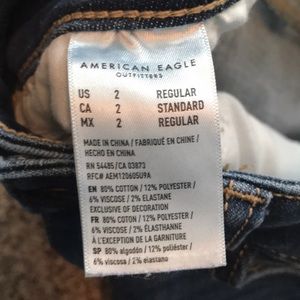 AMERICAN EAGLE
OUTFITTERS
US 2 REGULAR
CA 2 STANDARD
MX 2 REGULAR
MADE IN CHINA / FABRIQUÉ EN CHINE /
HECHO EN CHINA
RN 54485/CA 03873
RFC# AEM120605U9A
EN 80% COTTON / 12% POLYESTER /
6% VISCOSE / 2% ELASTANE
EXCLUSIVE OF DECORATION
FR 80% COTON / 12% POLYESTER /
6% VISCOSE / 2% ÉLASTHANNE
À L'EXCEPTION DE LA GARNITURE
SP 80% algodón / 12% poliéster /
6% viscosa / 2% elastano